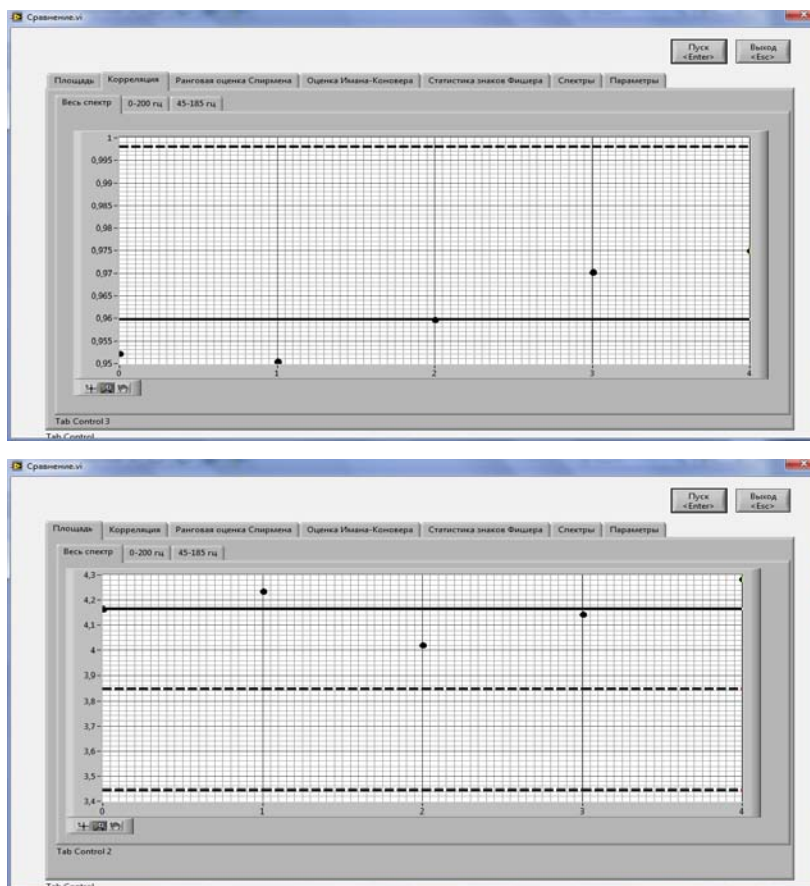 Сравнение.vi
Пуск
<Enter>
Выход
<Esc>
Площадь Корреляция Ранговая оценка Спирмена Оценка Имана-Коновера Статистика знаков Фишера Спектры Параметры
Весь спектр 0-200 гц 45-185 гц
1
0,995
0,99
0,985
0,98
0,975
0,97
0,965
0,96
0,955
0,95
0 1 2 3 4
Tab Control 3
Tab Control
Сравнение.vi
Пуск
<Enter>
Выход
<Esc>
Площадь Корреляция Ранговая оценка Спирмена Оценка Имана-Коновера Статистика знаков Фишера Спектры Параметры
Весь спектр 0-200 гц 45-185 гц
4,3
4,2
4,1
4
3,9
3,8
3,7
3,6
3,5
3,4
0 1 2 3 4
Tab Control 2
Tab Control